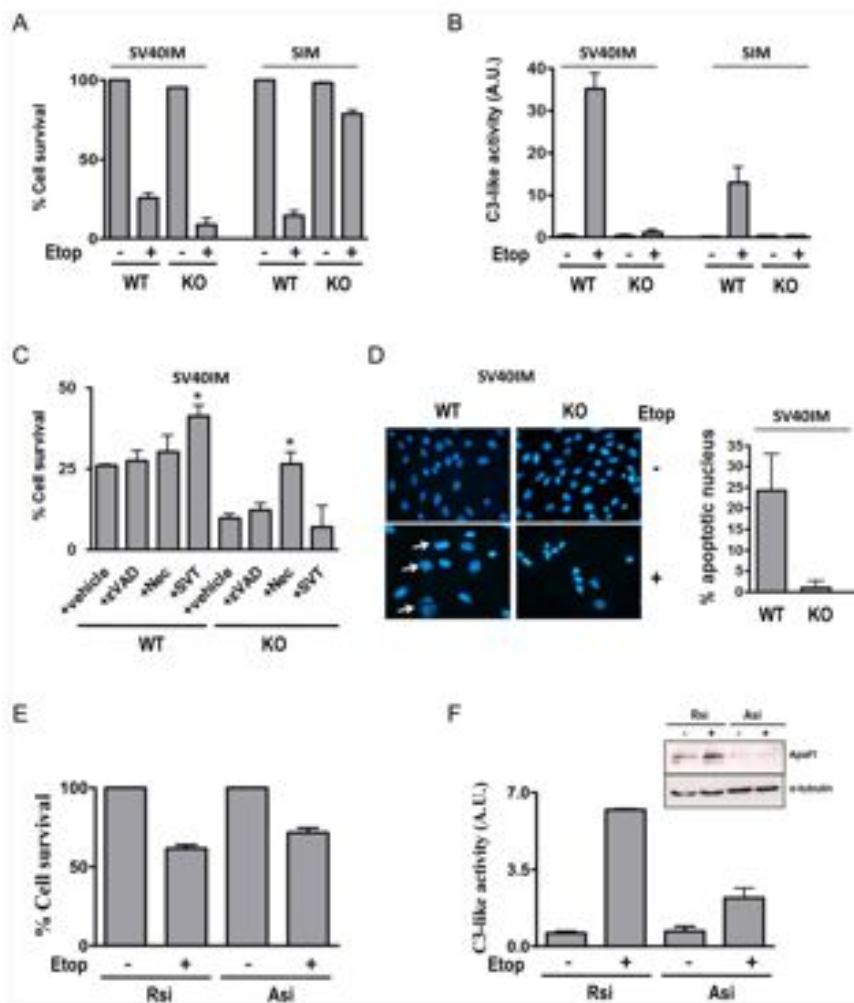 A
SV40IM SIM
% Cell survival
100
50
0
Etop - + - + - + - +
WT KO WT KO
B
SV40IM SIM
C3-like activity (A.U.)
40
30
20
10
0
Etop - + - + - + - +
WT KO WT KO
C
SV40IM
% Cell survival
50
25
0
* *
+vehicle +zVAD +Nec +SVT +vehicle +zVAD +Nec +SVT
WT KO
D
SV40IM
WT KO Etop
-
+
SV40IM
% apoptotic nucleus
35
30
25
20
15
10
5
0
WT KO
E
% Cell survival
100
50
0
Etop - + - +
Rsi Asi
F
Rsi Asi
- + - +
Apaf1
α-tubulin
C3-like activity (A.U.)
7.0
3.5
0.0
Etop - + - +
Rsi Asi